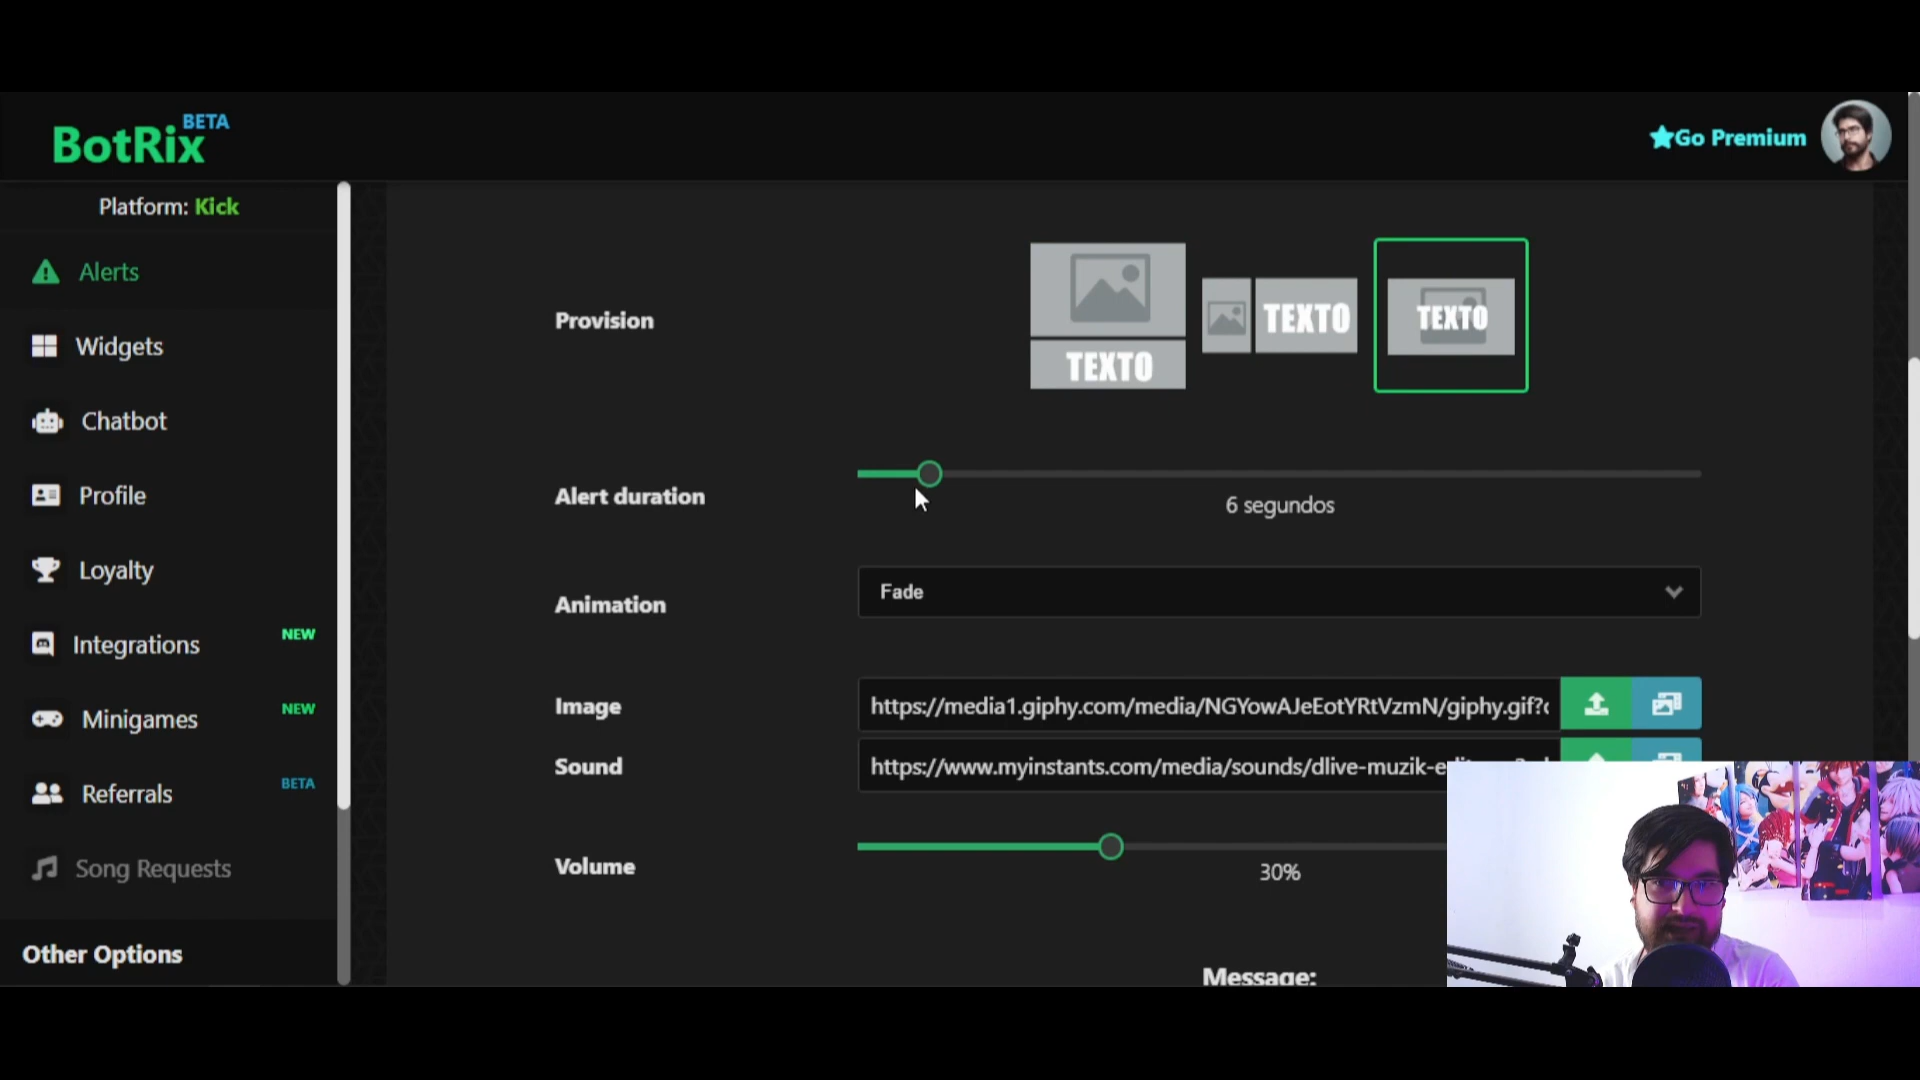 BotRix BETA
Go Premium
Platform: Kick
Alerts
Widgets
Chatbot
Profile
Loyalty
Integrations NEW
Minigames NEW
Referrals BETA
Song Requests
Other Options
Provision
TEXTO
TEXTO
TEXTO
Alert duration
6 segundos
Animation
Fade
Image
https://media1.giphy.com/media/NGYowAJeEotYRtVzmN/giphy.gif?
Sound
https://www.myinstants.com/media/sounds/dlive-muzik-
Volume
30%
Message: